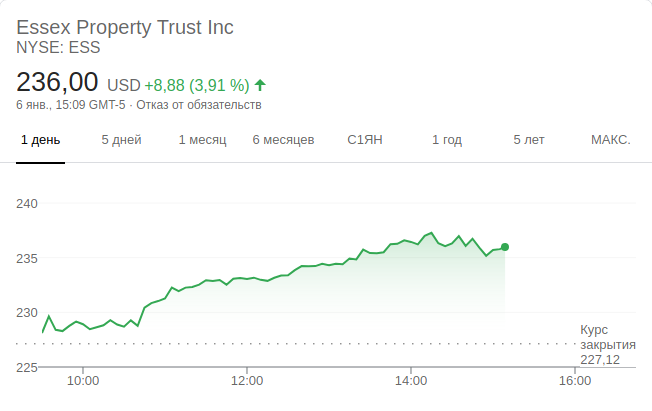 Essex Property Trust Inc
NYSE: ESS
236,00 USD +8,88 (3,91 %)
6 янв., 15:09 GMT-5 · Отказ от обязательств
1 день 5 дней 1 месяц 6 месяцев С1ЯН 1 год 5 лет МАКС.
240
235
230
225
Курс
закрытия
227,12
10:00 12:00 14:00 16:00